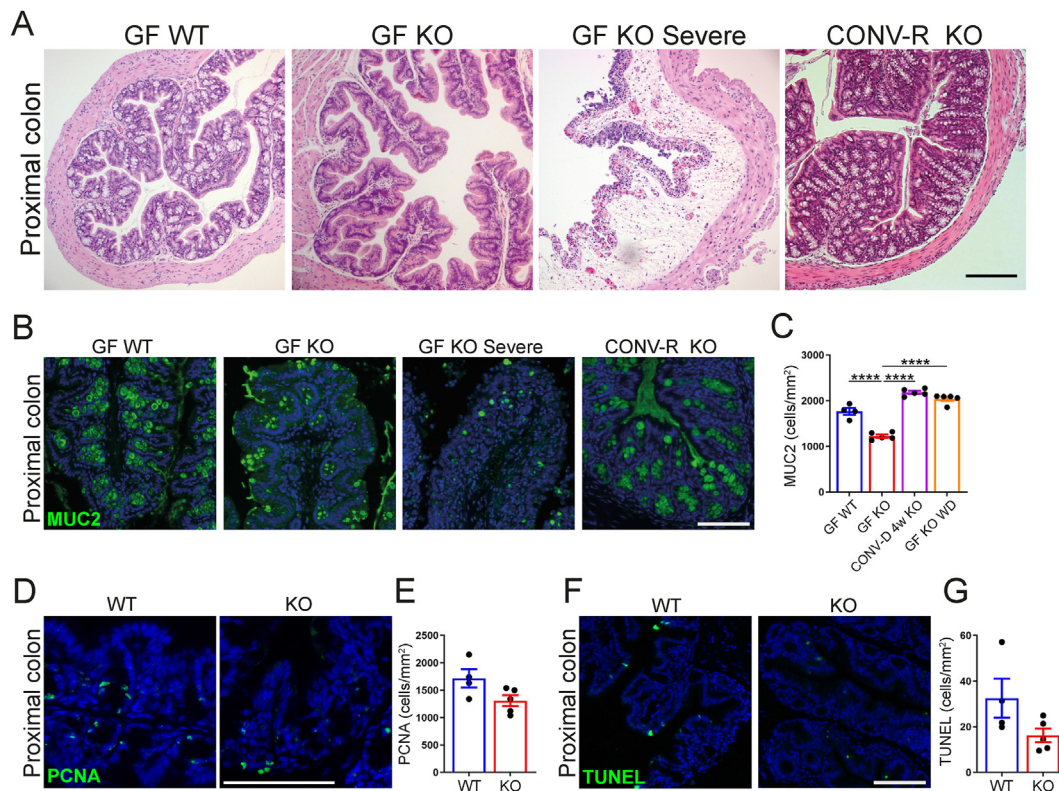 A
GF WT
GF KO
GF KO Severe
CONV-R KO
Proximal colon
B
GF WT
GF KO
GF KO Severe
CONV-R KO
Proximal colon
MUC2
C
MUC2 (cells/mm²)
3000
2000
1000
0
****
**** ****
GF WT
GF KO
CONV-D 4w KO
GF KO WD
D
WT
KO
Proximal colon
PCNA
E
PCNA (cells/mm²)
2500
2000
1500
1000
500
0
WT
KO
F
WT
KO
Proximal colon
TUNEL
G
TUNEL (cells/mm²)
60
40
20
0
WT
KO